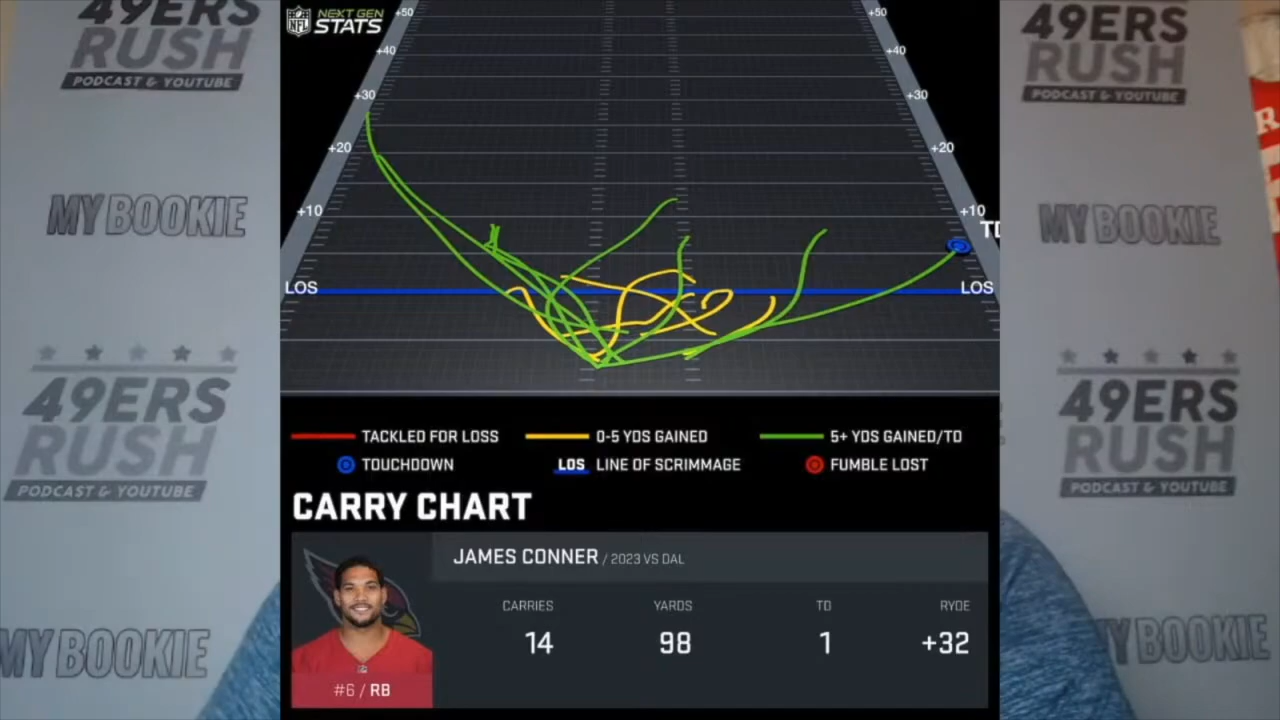 NFL NEXT GEN STATS
+50 +50
+40 +40
+30 +30
+20 +20
+10 +10
LOS LOS
TACKLED FOR LOSS 0-5 YDS GAINED 5+ YDS GAINED/TD
TOUCHDOWN LOS LINE OF SCRIMMAGE FUMBLE LOST
CARRY CHART
JAMES CONNER / 2023 VS DAL
CARRIES YARDS TD RYOE
14 98 1 +32
#6 / RB
49ERS
RUSH
PODCAST & YOUTUBE
MY BOOKIE
49ERS
RUSH
PODCAST & YOUTUBE
MY BOOKIE
49ERS
RUSH
PODCAST & YOUTUBE
MY BOOKIE
49ERS
RUSH
PODCAST & YOUTUBE
MY BOOKIE